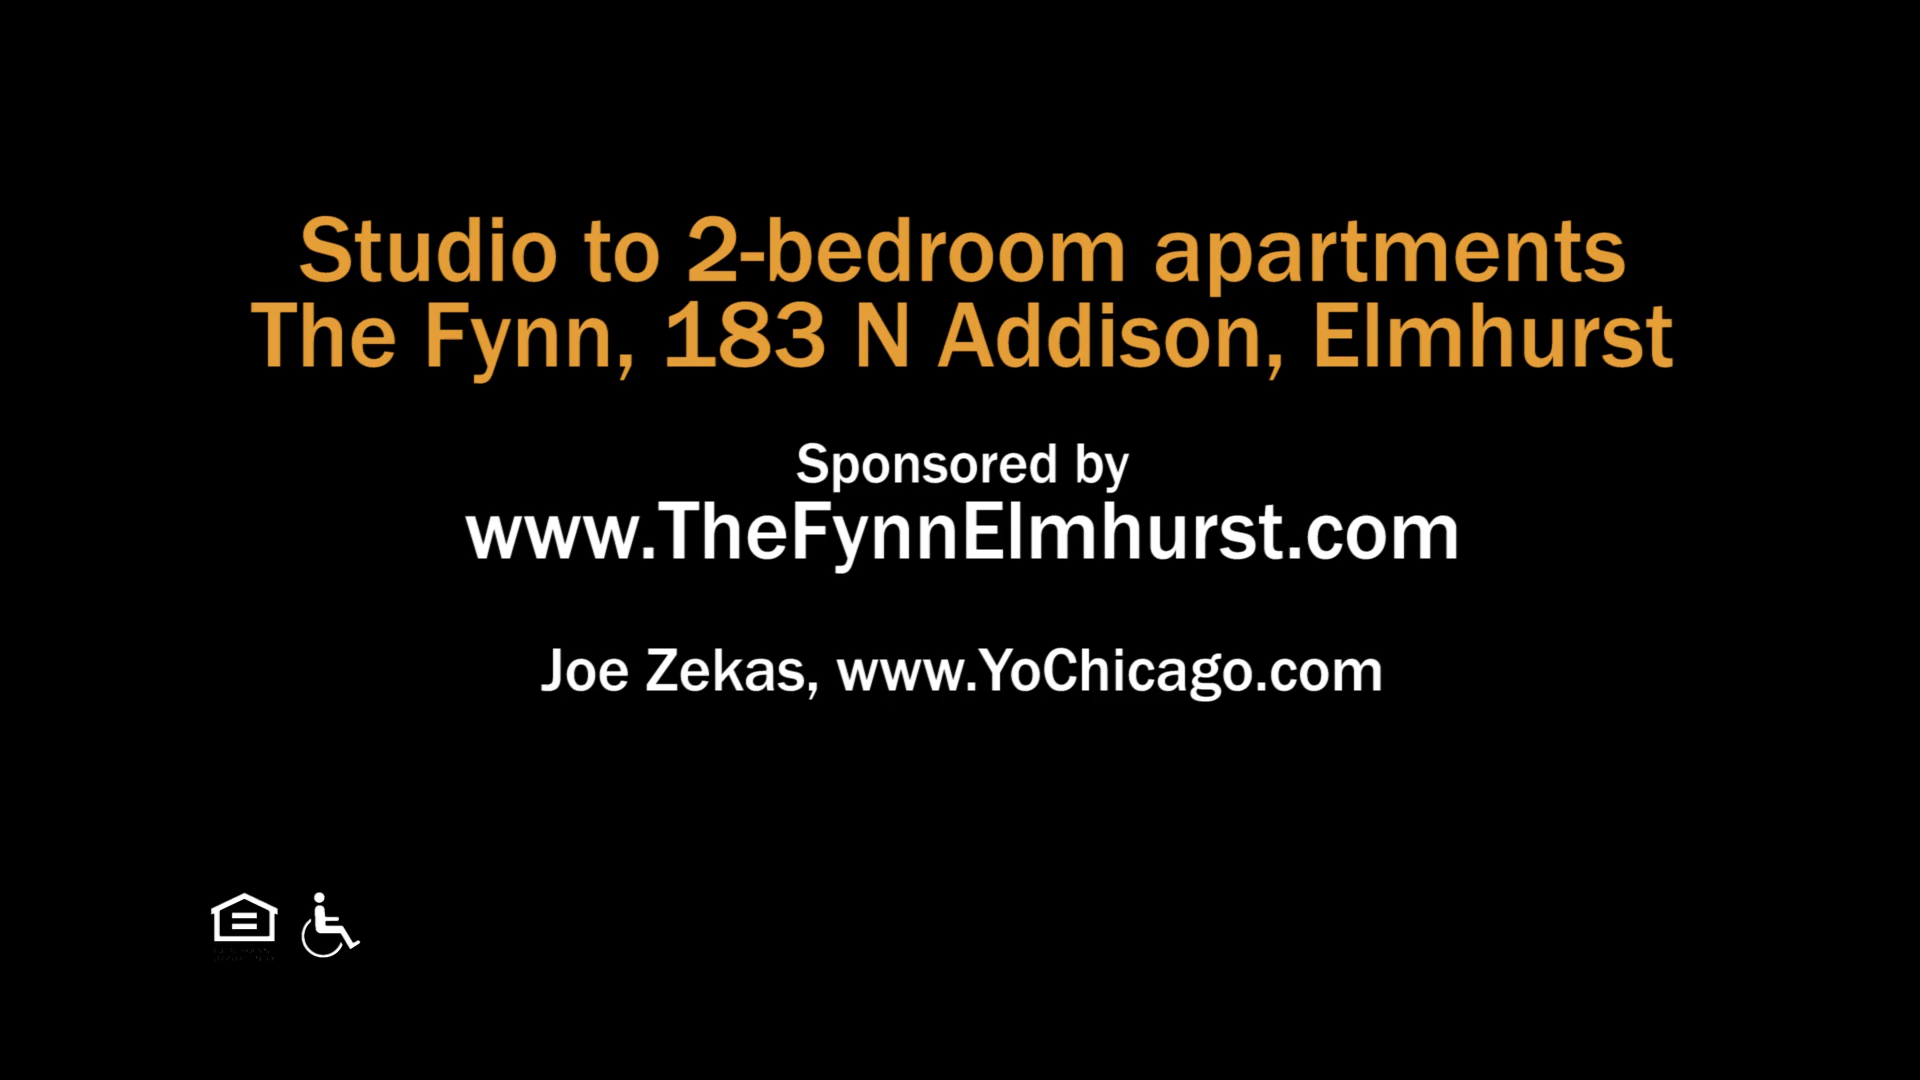 Studio to 2-bedroom apartments
The Fynn, 183 N Addison, Elmhurst
Sponsored by
www.TheFynnElmhurst.com
Joe Zekas, www.YoChicago.com